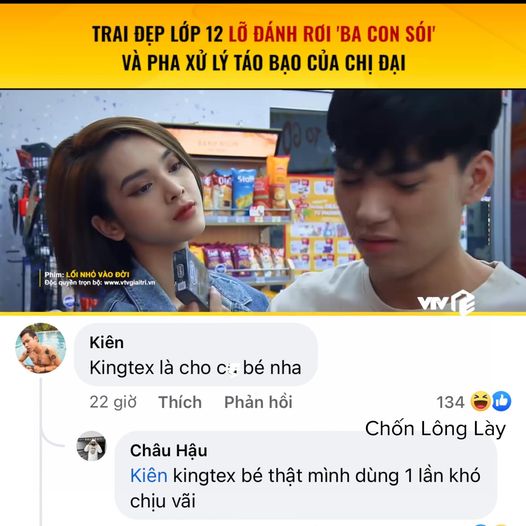 TRAI ĐẸP LỚP 12 LỠ ĐÁNH RƠI 'BA CON SÓI'
VÀ PHA XỬ LÝ TÁO BẠO CỦA CHỊ ĐẠI
TO GO
Phim: LỐI NHỎ VÀO ĐỜI
Độc quyền trọn bộ: www.vtvgiaitri.vn
VTV
Kiên
Kingtex là cho c. bé nha
22 giờ Thích Phản hồi 134
Chốn Lông Lày
Châu Hậu
Kiên kingtex bé thật mình dùng 1 lần khó
chịu vãi